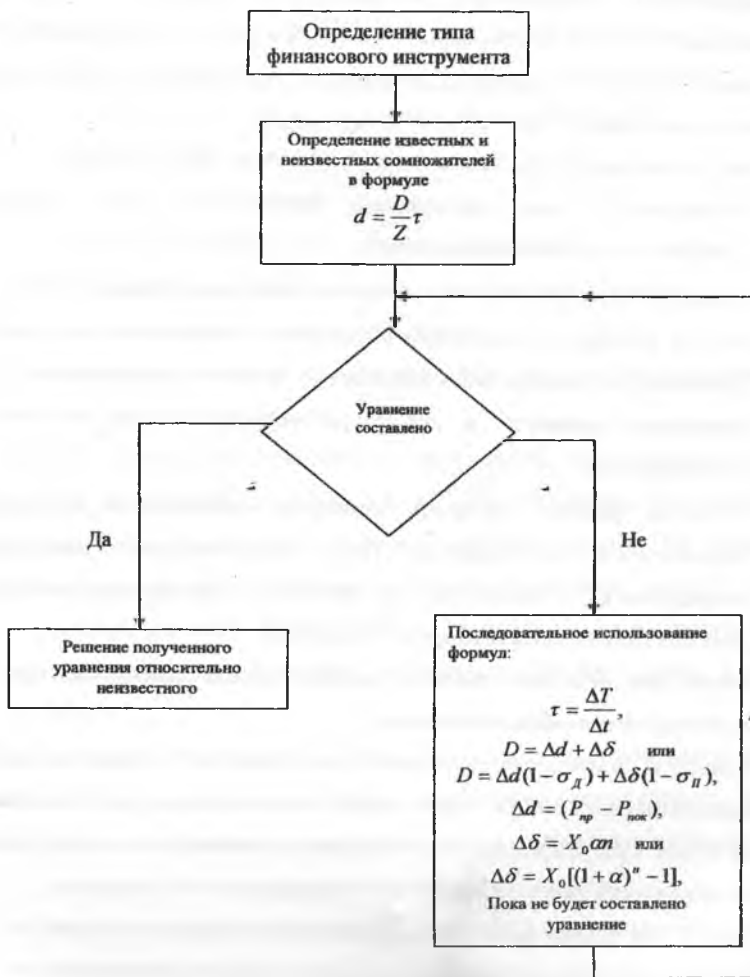 Определение типа
финансового инструмента
Определение известных и
неизвестных сомножителей
в формуле
d = D/Z τ
Уравнение
составлено
Да
Не
Решение полученного
уравнения относительно
неизвестного
Последовательное использование
формул:
τ = ΔT/Δt,
D = Δd + Δδ или
D = Δd(1 − σ_Д) + Δδ(1 − σ_П),
Δd = (P_пр − P_пок),
Δδ = X₀αn или
Δδ = X₀[(1 + α)ⁿ − 1],
Пока не будет составлено
уравнение